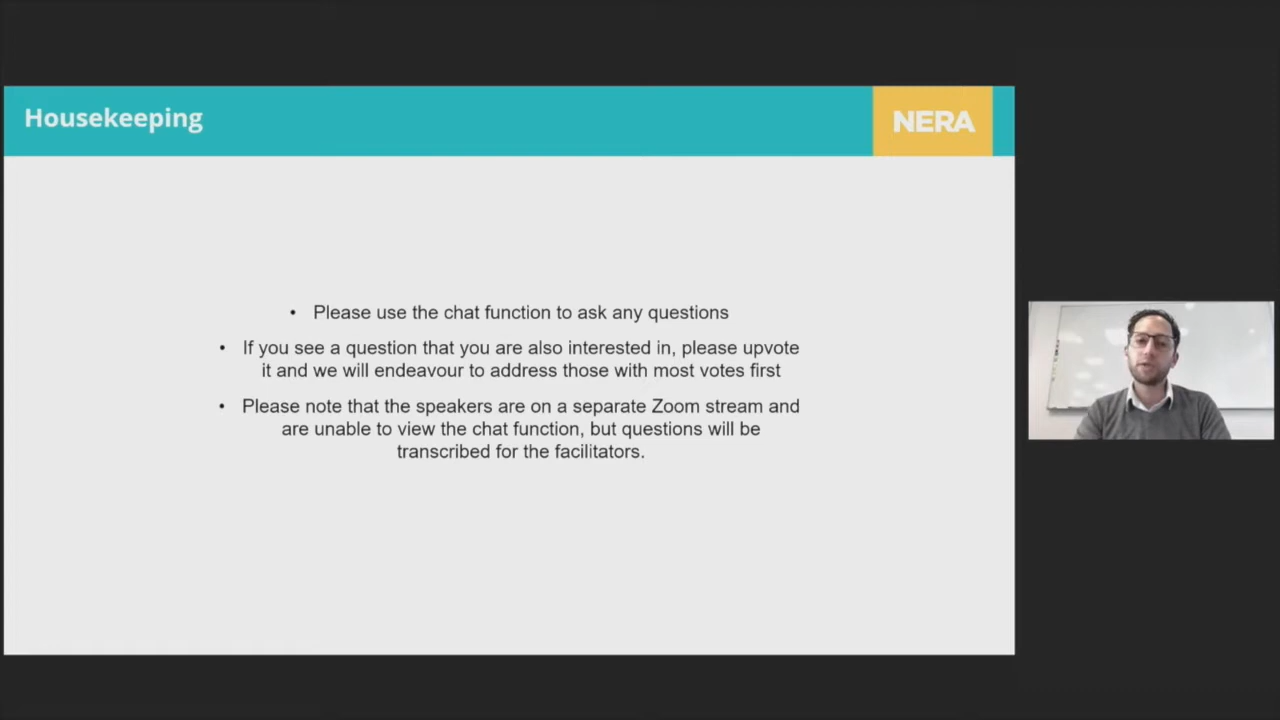 Housekeeping
NERA
• Please use the chat function to ask any questions
• If you see a question that you are also interested in, please upvote
it and we will endeavour to address those with most votes first
• Please note that the speakers are on a separate Zoom stream and
are unable to view the chat function, but questions will be
transcribed for the facilitators.